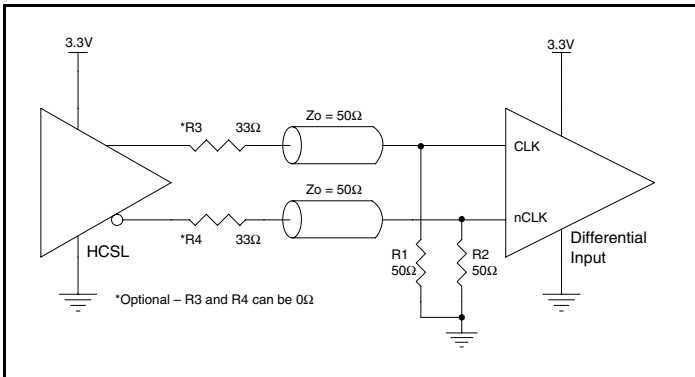 3.3V
3.3V
*R3 33Ω
Zo = 50Ω
CLK
Zo = 50Ω
nCLK
*R4 33Ω
HCSL
R1
50Ω
R2
50Ω
Differential
Input
*Optional – R3 and R4 can be 0Ω